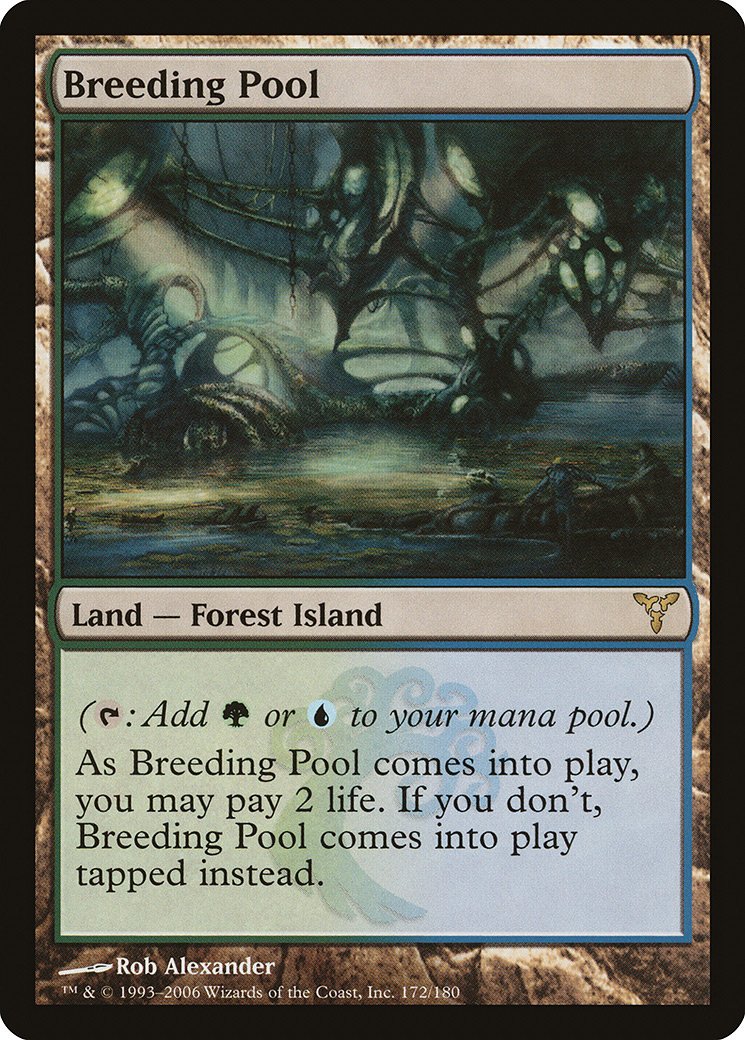 Breeding Pool
Land — Forest Island
(: Add or to your mana pool.)
As Breeding Pool comes into play,
you may pay 2 life. If you don't,
Breeding Pool comes into play
tapped instead.
Rob Alexander
™ & © 1993–2006 Wizards of the Coast, Inc. 172/180